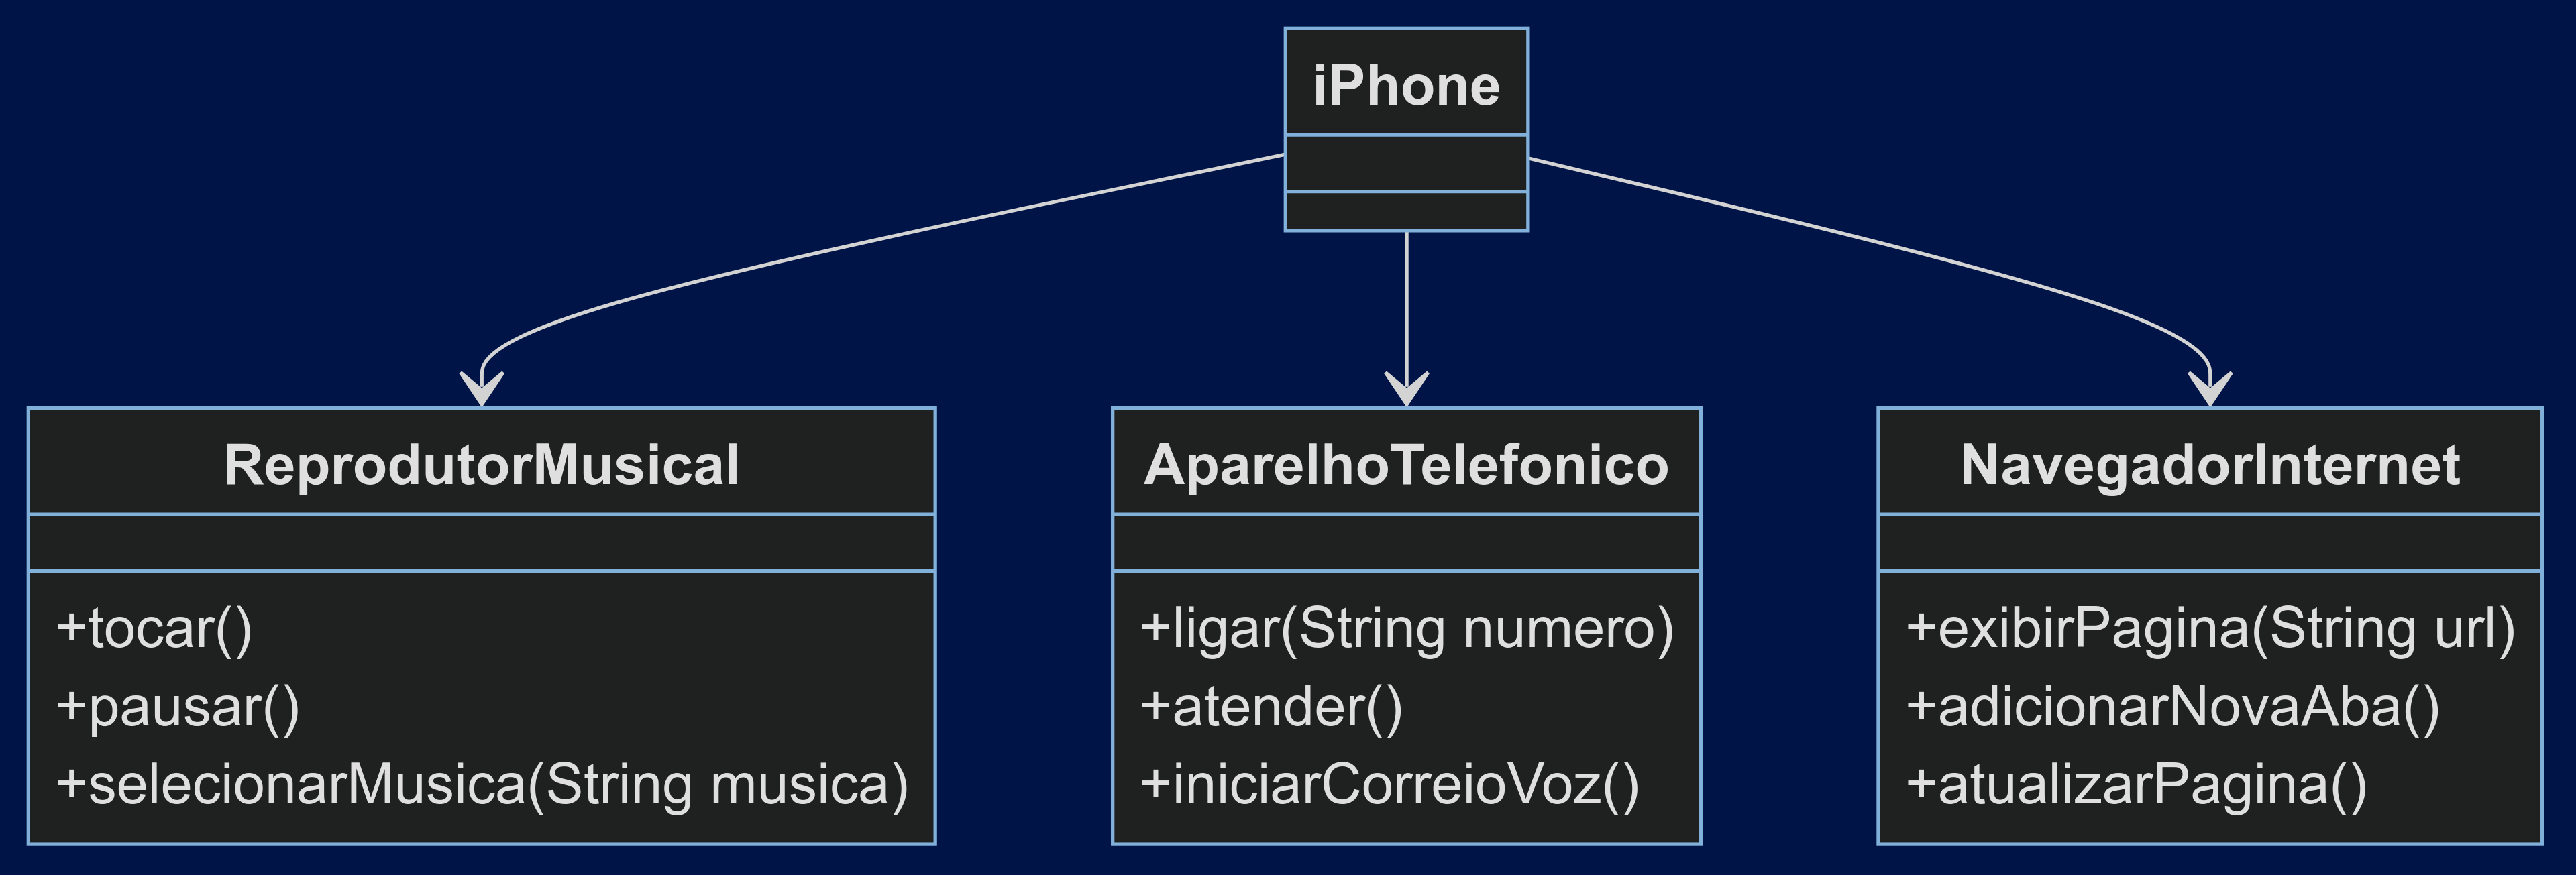 iPhone
ReprodutorMusical
+tocar()
+pausar()
+selecionarMusica(String musica)
AparelhoTelefonico
+ligar(String numero)
+atender()
+iniciarCorreioVoz()
NavegadorInternet
+exibirPagina(String url)
+adicionarNovaAba()
+atualizarPagina()